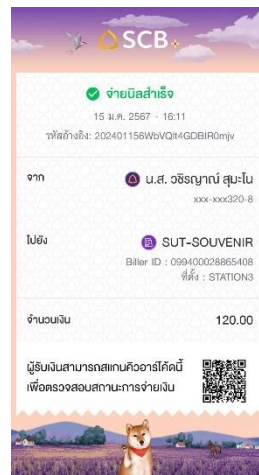 SCB
จ่ายบิลสำเร็จ
15 ม.ค. 2567 - 16:11
รหัสอ้างอิง: 202401156WbVQlt4GDBIR0mjv
จาก
น.ส. วชิรญาณ์ สุมะโน
xxx-xxx320-8
ไปยัง
SUT-SOUVENIR
Biller ID : 099400028865408
ที่ตั้ง : STATION3
จำนวนเงิน
120.00
ผู้รับเงินสามารถสแกนคิวอาร์โค้ดนี้
เพื่อตรวจสอบสถานะการจ่ายเงิน